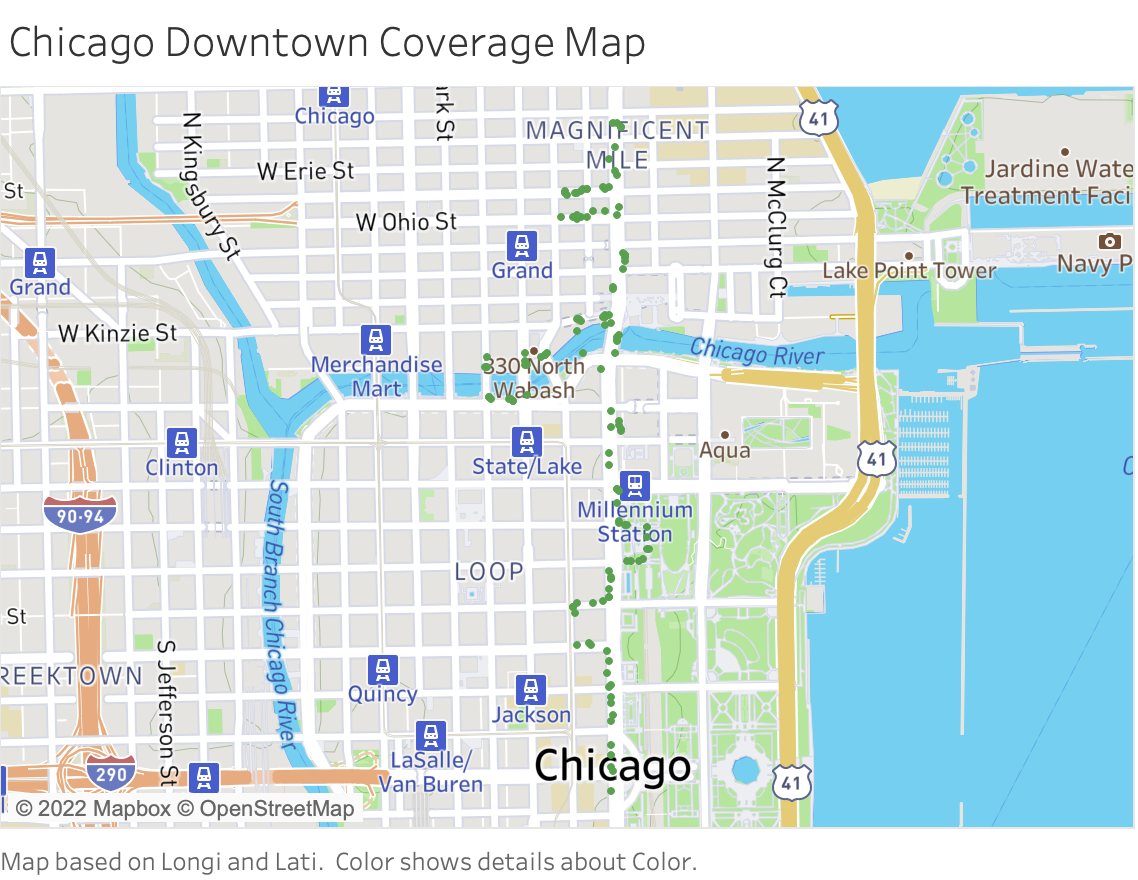 Chicago Downtown Coverage Map
Chicago
rk St
N Kingsbury St
MAGNIFICENT
MILE
41
W Erie St
N McClurg Ct
Jardine Wate
Treatment Faci
St
W Ohio St
Grand
Grand
Lake Point Tower
Navy P
W Kinzie St
Merchandise
Mart
330 North
Wabash
Chicago River
Clinton
State/Lake
Aqua
41
90-94
South Branch Chicago River
Millennium
Station
LOOP
St
REEKTOWN
S Jefferson St
Quincy
Jackson
LaSalle/
Van Buren
Chicago
290
41
© 2022 Mapbox © OpenStreetMap
Map based on Longi and Lati. Color shows details about Color.